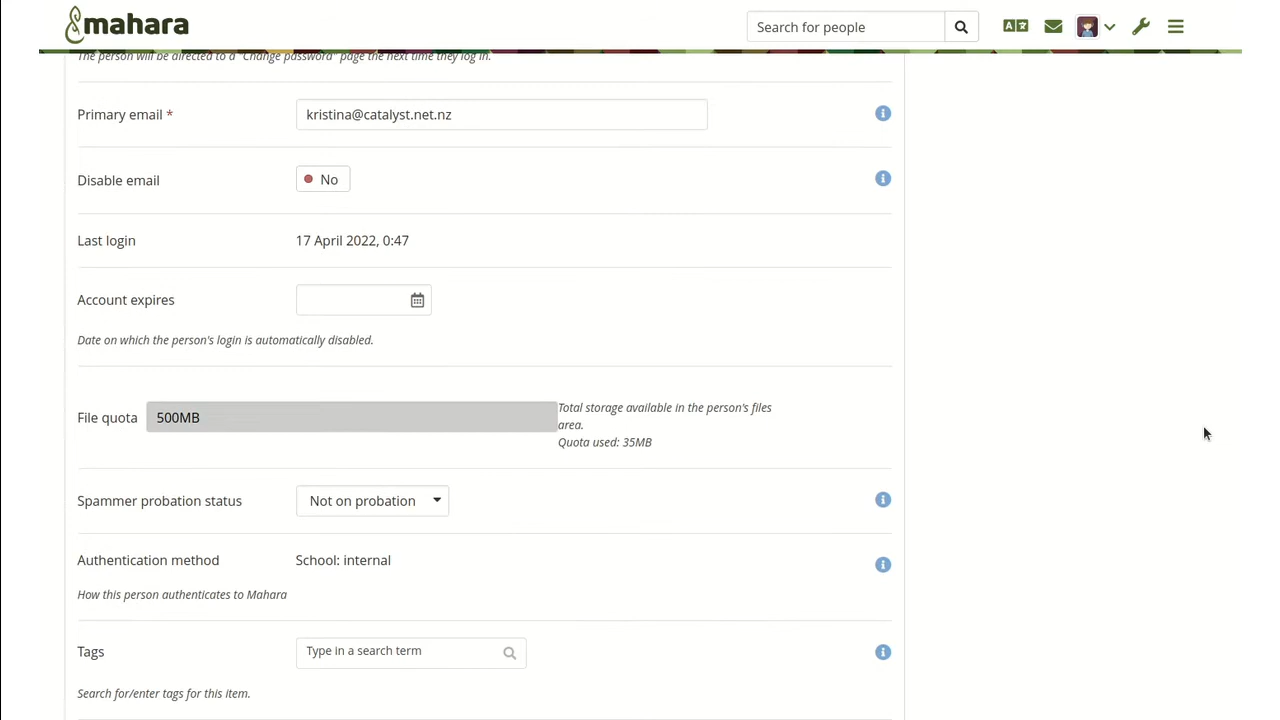 mahara
Search for people
The person will be directed to a "Change password" page the next time they log in.
Primary email *
kristina@catalyst.net.nz
Disable email
No
Last login
17 April 2022, 0:47
Account expires
Date on which the person's login is automatically disabled.
File quota
500MB
Total storage available in the person's files
area.
Quota used: 35MB
Spammer probation status
Not on probation
Authentication method
School: internal
How this person authenticates to Mahara
Tags
Type in a search term
Search for/enter tags for this item.